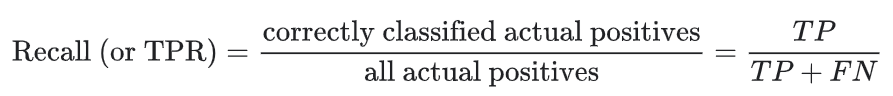 Recall (or TPR) = correctly classified actual positives / all actual positives = TP / TP + FN